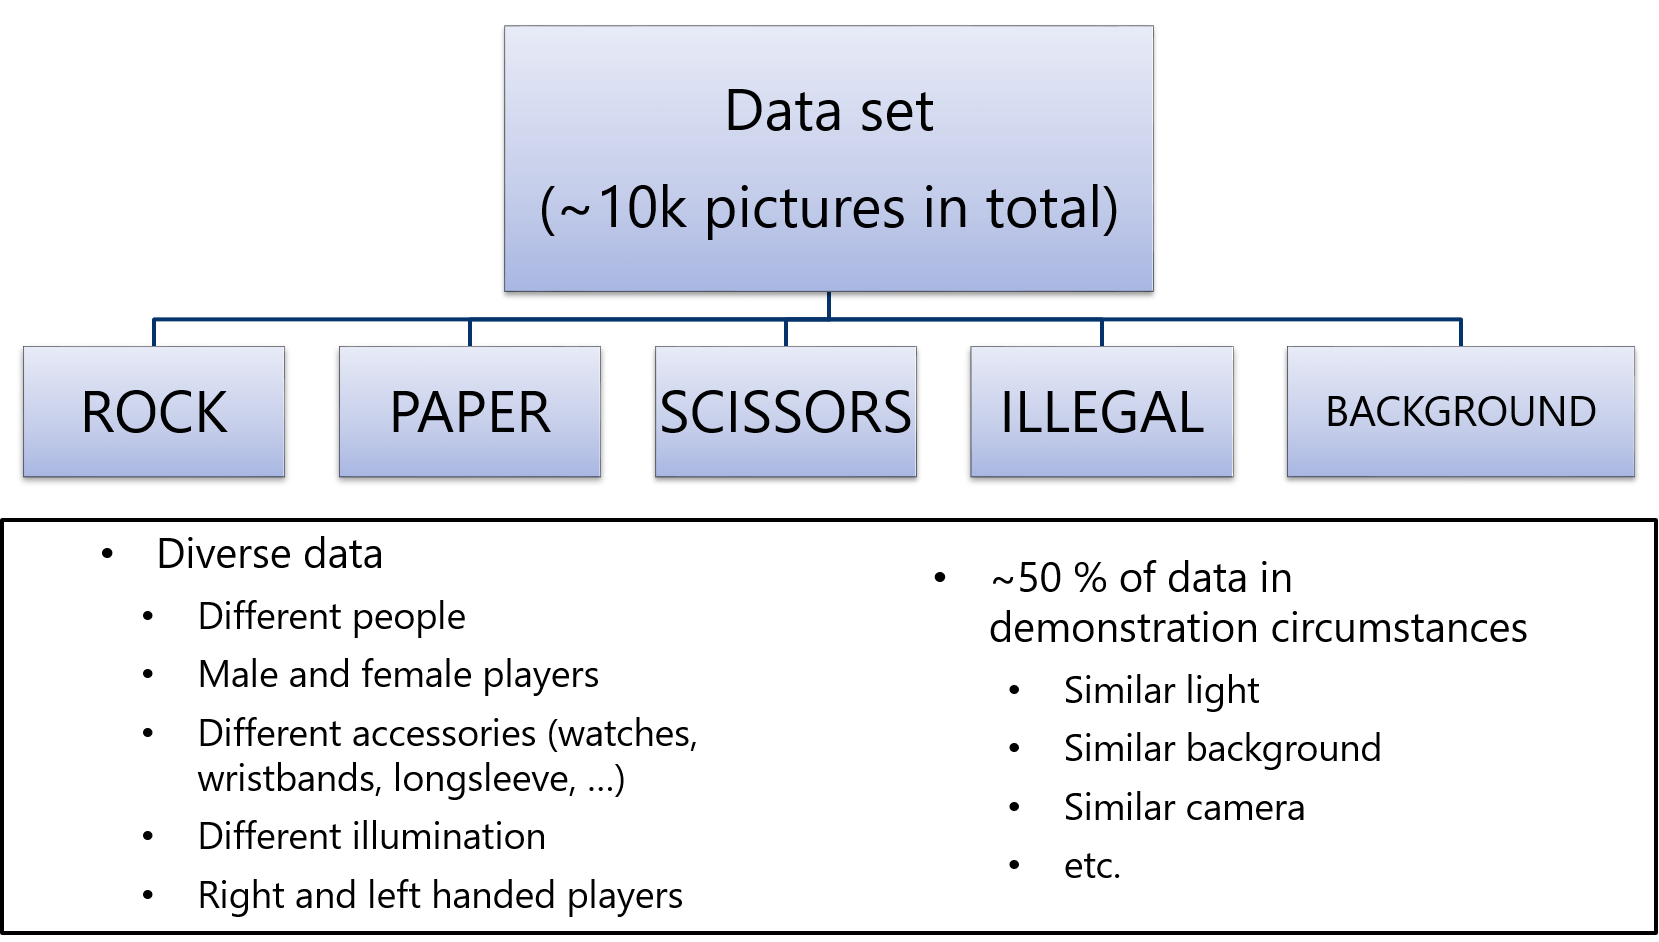 Data set
(~10k pictures in total)
ROCK
PAPER
SCISSORS
ILLEGAL
BACKGROUND
• Diverse data
• Different people
• Male and female players
• Different accessories (watches,
wristbands, longsleeve, ...)
• Different illumination
• Right and left handed players
• ~50 % of data in
demonstration circumstances
• Similar light
• Similar background
• Similar camera
• etc.